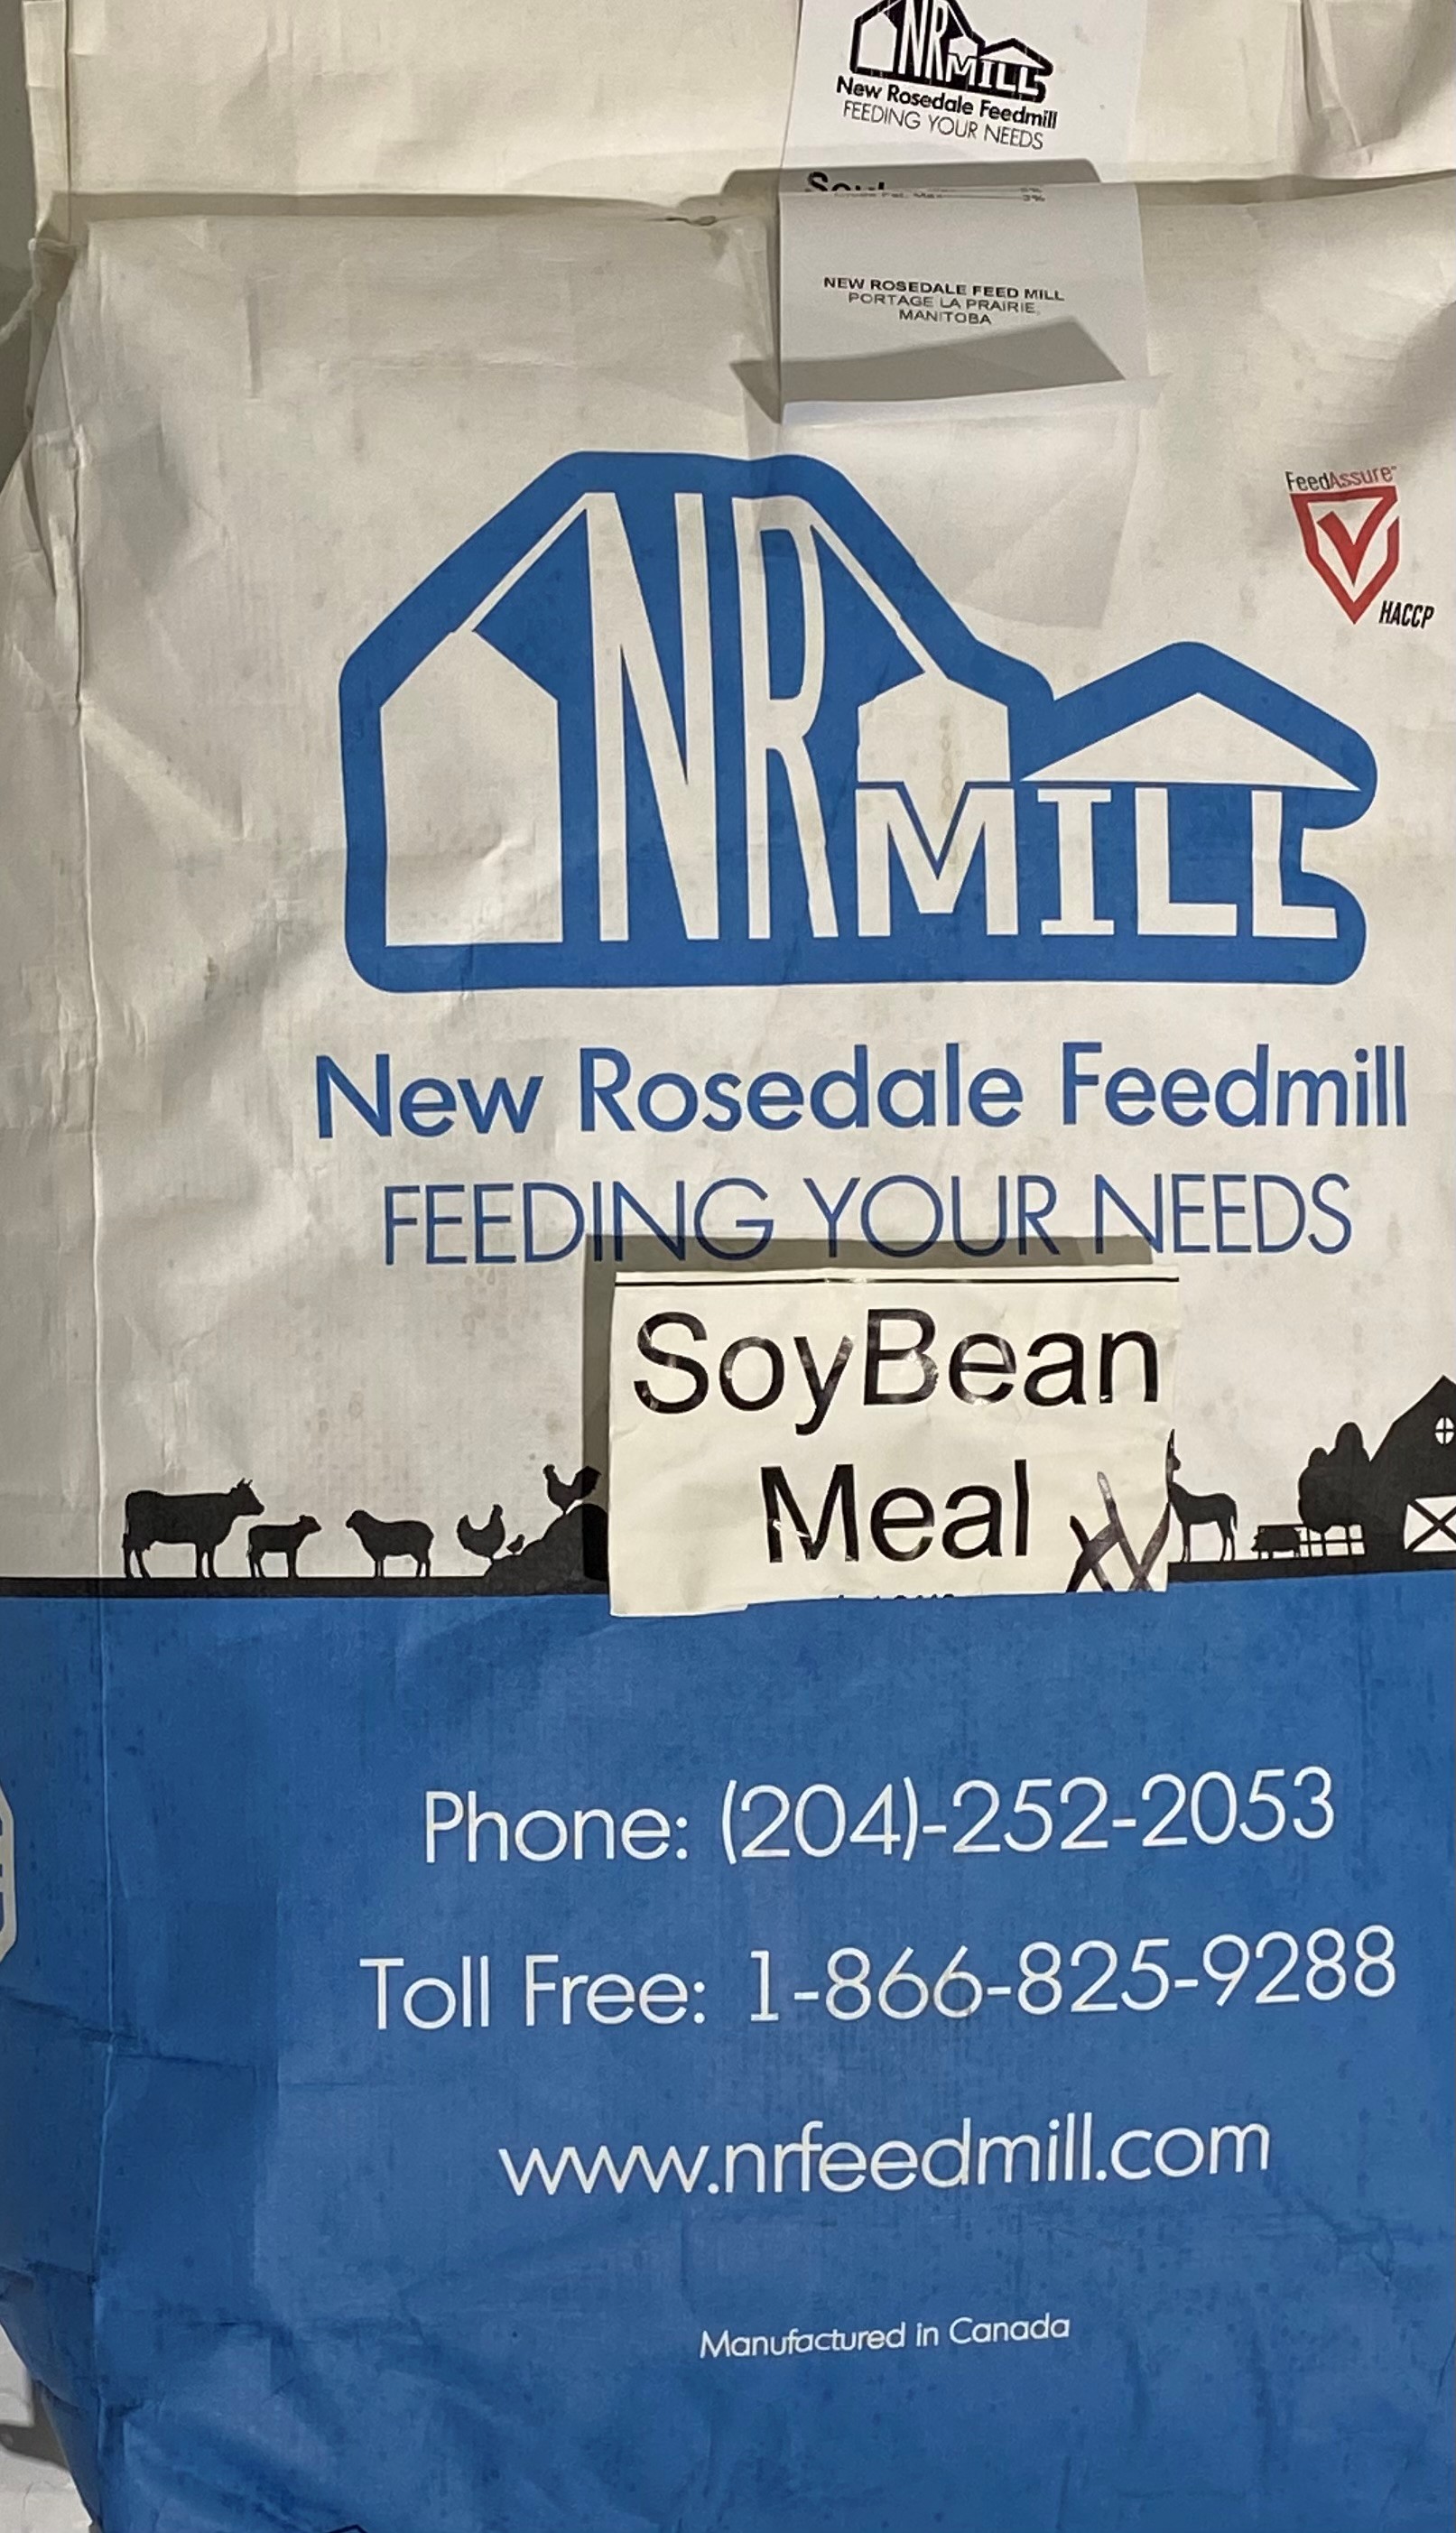 NR MILL
New Rosedale Feedmill
FEEDING YOUR NEEDS
3%
NEW ROSEDALE FEED MILL
PORTAGE LA PRAIRIE,
MANITOBA
FeedAssure
HACCP
NR MILL
New Rosedale Feedmill
FEEDING YOUR NEEDS
SoyBean
Meal
Phone: (204)-252-2053
Toll Free: 1-866-825-9288
www.nrfeedmill.com
Manufactured in Canada